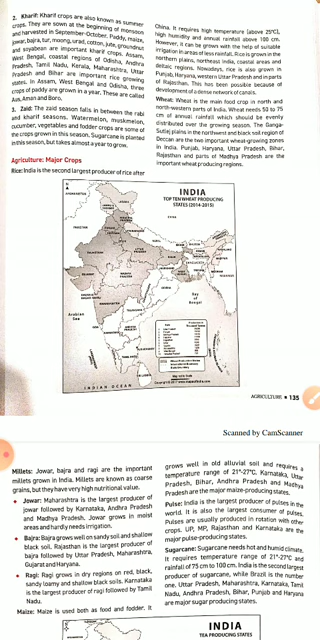 2. Kharif: Kharif crops are also known as summer
crops. They are sown at the beginning of monsoon
and harvested in September-October. Paddy, maize,
jowar, bajra, tur, moong, urad, cotton, jute, groundnut
and soyabean are important kharif crops. Assam,
West Bengal, coastal regions of Odisha, Andhra
Pradesh, Tamil Nadu, Kerala, Maharashtra, Uttar
Pradesh and Bihar are important rice growing
states. In Assam, West Bengal and Odisha, three
crops of paddy are grown in a year. These are called
Aus, Aman and Boro.
3. Zaid: The zaid season falls in between the rabi
and kharif seasons. Watermelon, muskmelon,
cucumber, vegetables and fodder crops are some of
the crops grown in this season. Sugarcane is planted
in this season, but takes almost a year to grow.
Agriculture: Major Crops
Rice: India is the second largest producer of rice after
China. It requires high temperature (above 25°C),
high humidity and annual rainfall above 100 cm.
However, it can be grown with the help of suitable
irrigation in areas of less rainfall. Rice is grown in the
northern plains, northeast India, coastal areas and
deltaic regions. Nowadays, rice is also grown in
Punjab, Haryana, western Uttar Pradesh and in parts
of Rajasthan. This has been possible because of
development of a dense network of canals.
Wheat: Wheat is the main food crop in north and
north-western parts of India. Wheat needs 50 to 75
cm of annual rainfall which should be evenly
distributed over the growing season. The Ganga-
Sutlej plains in the northwest and black soil region of
Deccan are the two important wheat-growing zones
in India. Punjab, Haryana, Uttar Pradesh, Bihar,
Rajasthan and parts of Madhya Pradesh are the
important wheat producing regions.
INDIA
TOP TEN WHEAT PRODUCING
STATES (2014-2015)
Arabian
Sea
Bay
of
Bengal
INDIAN OCEAN
AGRICULTURE ■ 135
Scanned by CamScanner
Millets: Jowar, bajra and ragi are the important
millets grown in India. Millets are known as coarse
grains, but they have very high nutritional value.
• Jowar: Maharashtra is the largest producer of
jowar followed by Karnataka, Andhra Pradesh
and Madhya Pradesh. Jowar grows in moist
areas and hardly needs irrigation.
• Bajra: Bajra grows well on sandy soil and shallow
black soil. Rajasthan is the largest producer of
bajra followed by Uttar Pradesh, Maharashtra,
Gujarat and Haryana.
• Ragi: Ragi grows in dry regions on red, black,
sandy loamy and shallow black soils. Karnataka
is the largest producer of ragi followed by Tamil
Nadu.
Maize: Maize is used both as food and fodder. It
grows well in old alluvial soil and requires a
temperature range of 21°-27°C. Karnataka, Uttar
Pradesh, Bihar, Andhra Pradesh and Madhya
Pradesh are the major maize-producing states.
Pulse: India is the largest producer of pulses in the
world. It is also the largest consumer of pulses.
Pulses are usually produced in rotation with other
crops. UP, MP, Rajasthan and Karnataka are the
major pulse-producing states.
Sugarcane: Sugarcane needs hot and humid climate.
It requires temperature range of 21°-27°C and
rainfall of 75 cm to 100 cm. India is the second largest
producer of sugarcane, while Brazil is the number
one. Uttar Pradesh, Maharashtra, Karnataka, Tamil
Nadu, Andhra Pradesh, Bihar, Punjab and Haryana
are major sugar producing states.
INDIA
TEA PRODUCING STATES